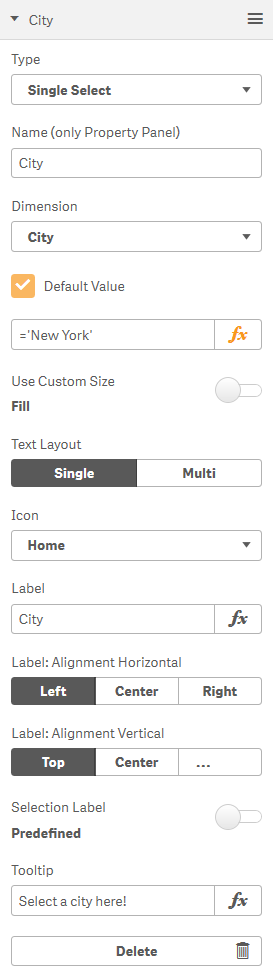 City
Type
Single Select
Name (only Property Panel)
City
Dimension
City
Default Value
='New York'
fx
Use Custom Size
Fill
Text Layout
Single Multi
Icon
Home
Label
City
fx
Label: Alignment Horizontal
Left Center Right
Label: Alignment Vertical
Top Center ...
Selection Label
Predefined
Tooltip
Select a city here!
fx
Delete